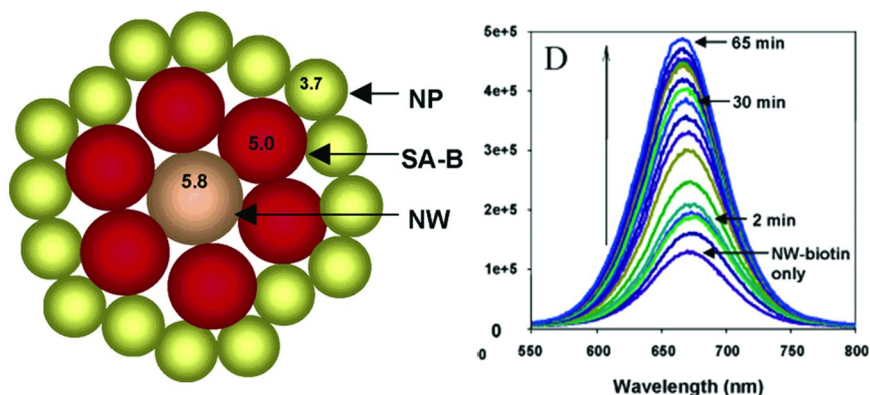 3.7
NP
5.0
SA-B
5.8
NW
5e+5
D
65 min
4e+5
30 min
3e+5
2e+5
2 min
NW-biotin
only
1e+5
0
00
550 600 650 700 750 800
Wavelength (nm)